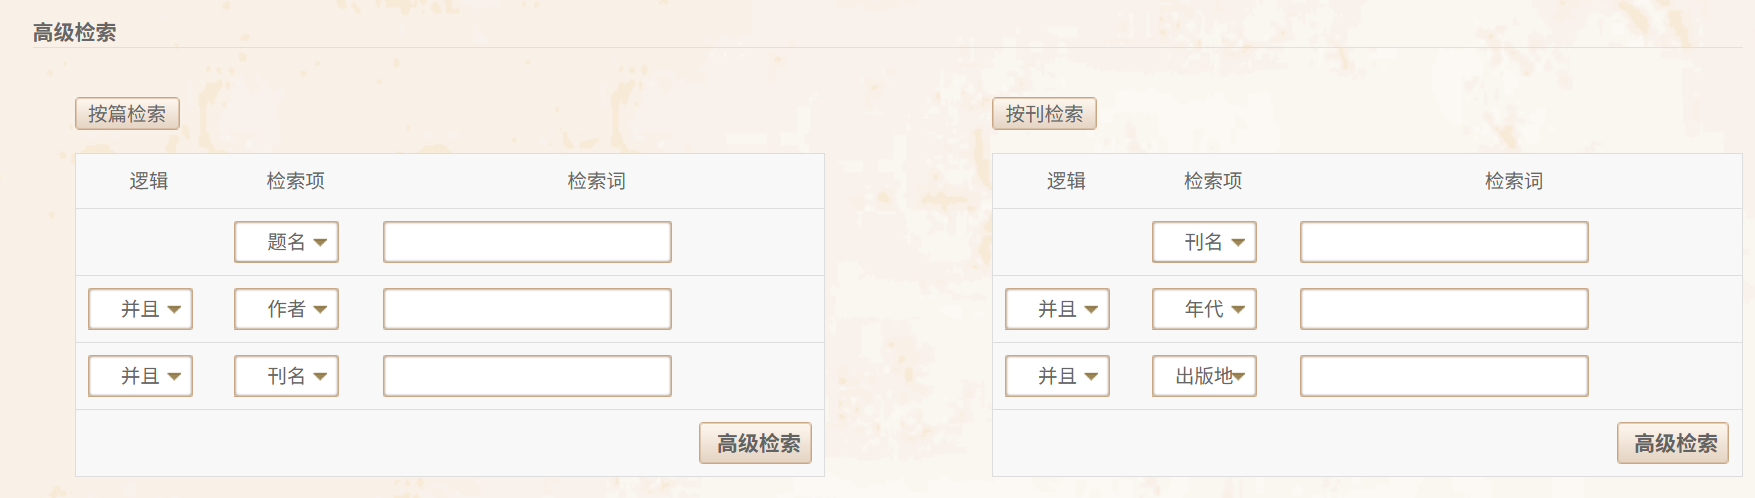 高级检索
按篇检索
逻辑 检索项 检索词
题名
并且 作者
并且 刊名
高级检索
按刊检索
逻辑 检索项 检索词
刊名
并且 年代
并且 出版地
高级检索